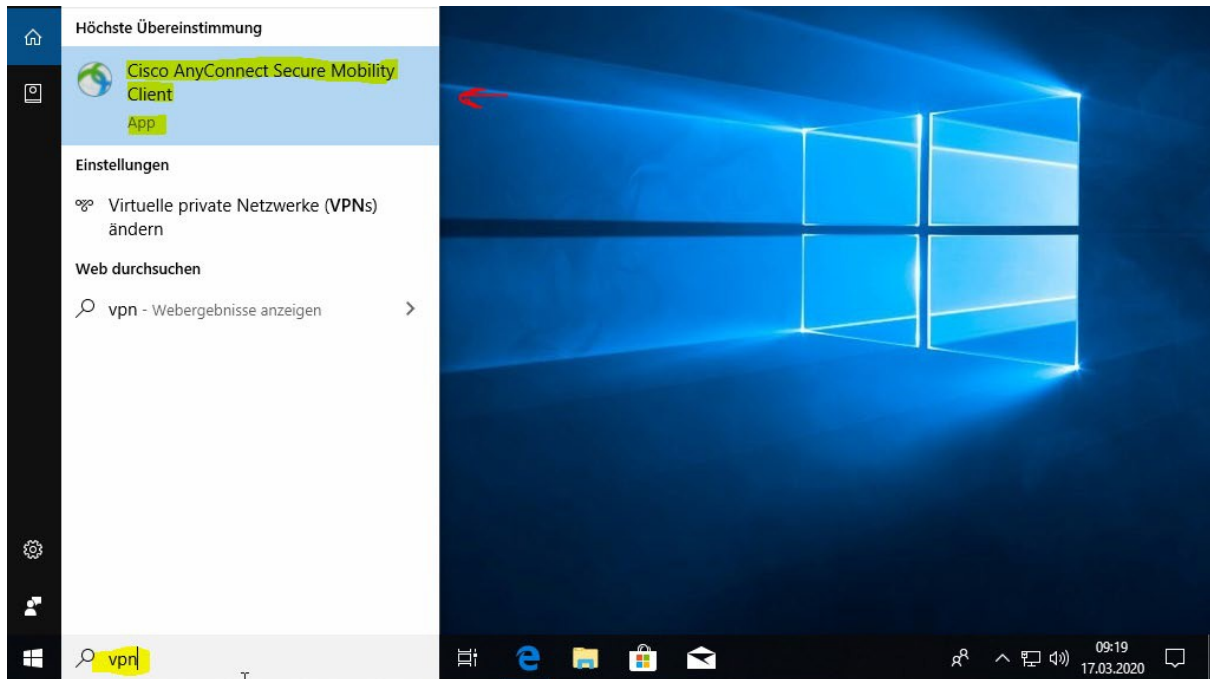 Höchste Übereinstimmung
Cisco AnyConnect Secure Mobility
Client
App
Einstellungen
Virtuelle private Netzwerke (VPNs)
ändern
Web durchsuchen
vpn - Webergebnisse anzeigen
vpn
09:19
17.03.2020